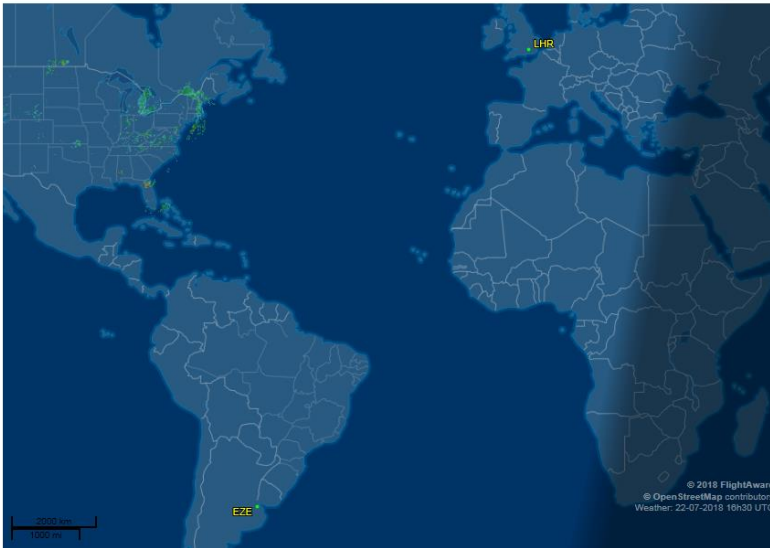 LHR
EZE
2000 km
1000 mi
© 2018 FlightAware
© OpenStreetMap contributors
Weather: 22-07-2018 16h30 UTC